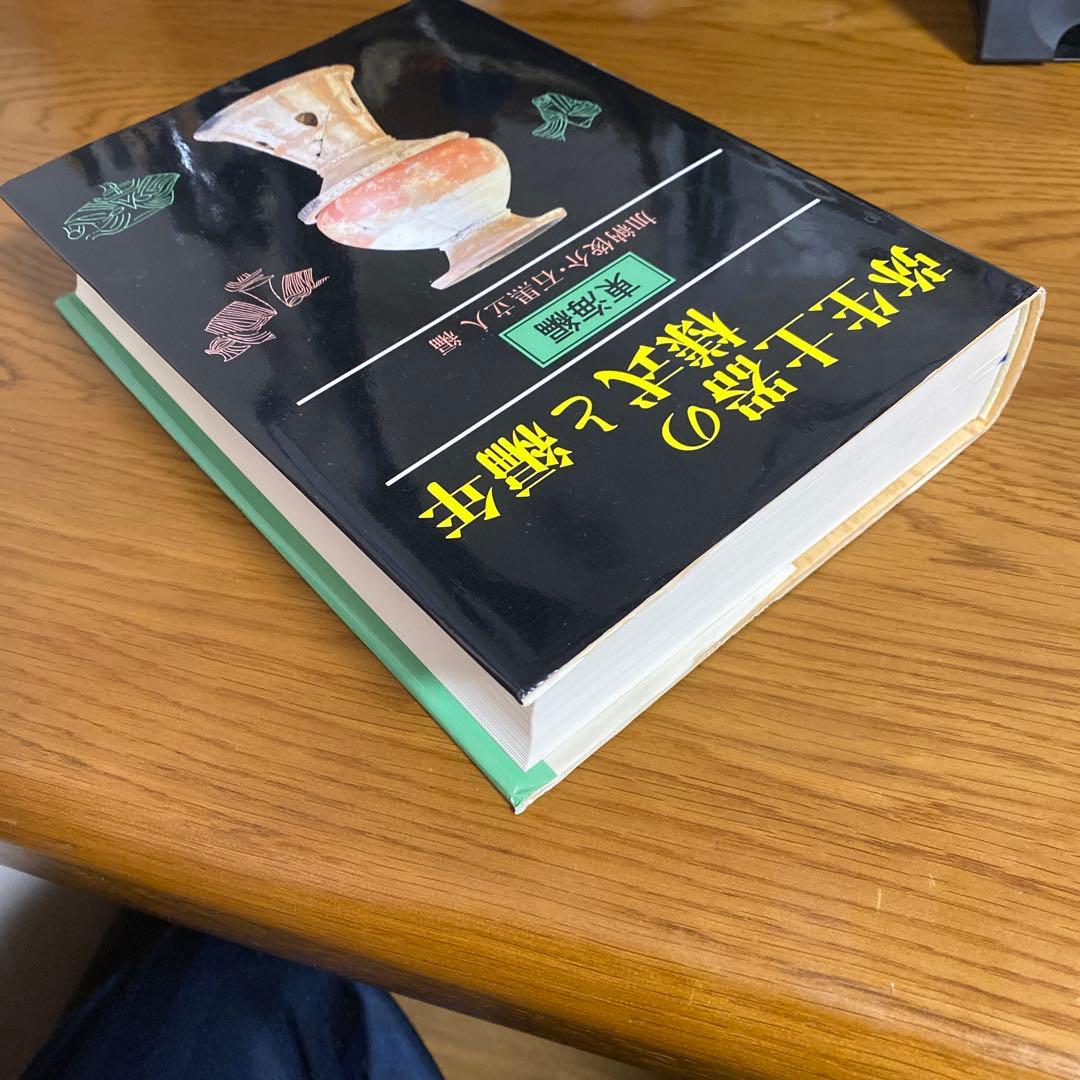 弥生土器の
様式と編年
東海編
加納俊介・石黒立人 編